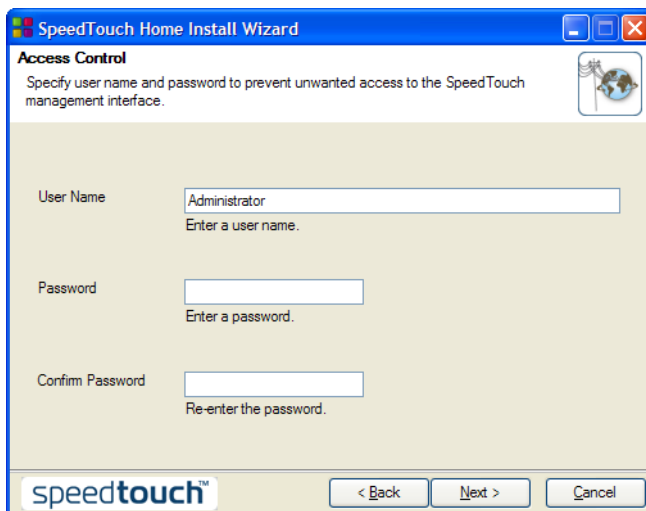 SpeedTouch Home Install Wizard
Access Control
Specify user name and password to prevent unwanted access to the SpeedTouch
management interface.
User Name
Administrator
Enter a user name.
Password
Enter a password.
Confirm Password
Re-enter the password.
speedtouch™
< Back
Next >
Cancel